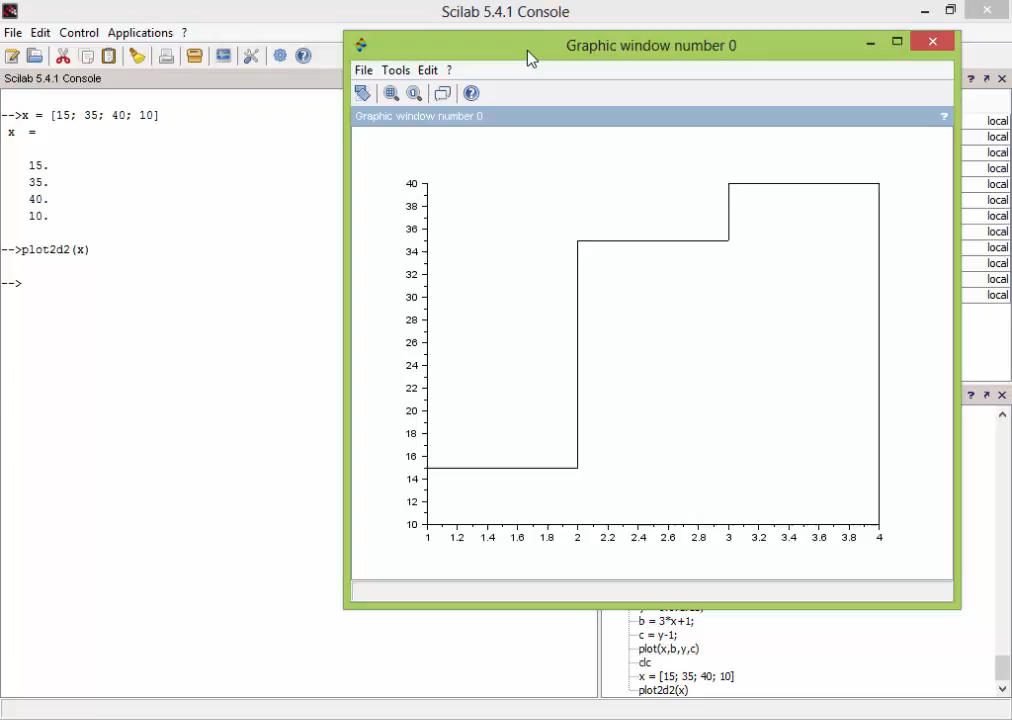 Scilab 5.4.1 Console
File Edit Control Applications ?
Scilab 5.4.1 Console
-->x = [15; 35; 40; 10]
x =
15.
35.
40.
10.
-->plot2d2(x)
-->
Graphic window number 0
File Tools Edit ?
Graphic window number 0 ?
40
38
36
34
32
30
28
26
24
22
20
18
16
14
12
10
1 1.2 1.4 1.6 1.8 2 2.2 2.4 2.6 2.8 3 3.2 3.4 3.6 3.8 4
local
local
local
local
local
local
local
local
local
local
local
local
b = 3*x+1;
c = y-1;
plot(x,b,y,c)
clc
x = [15; 35; 40; 10]
plot2d2(x)